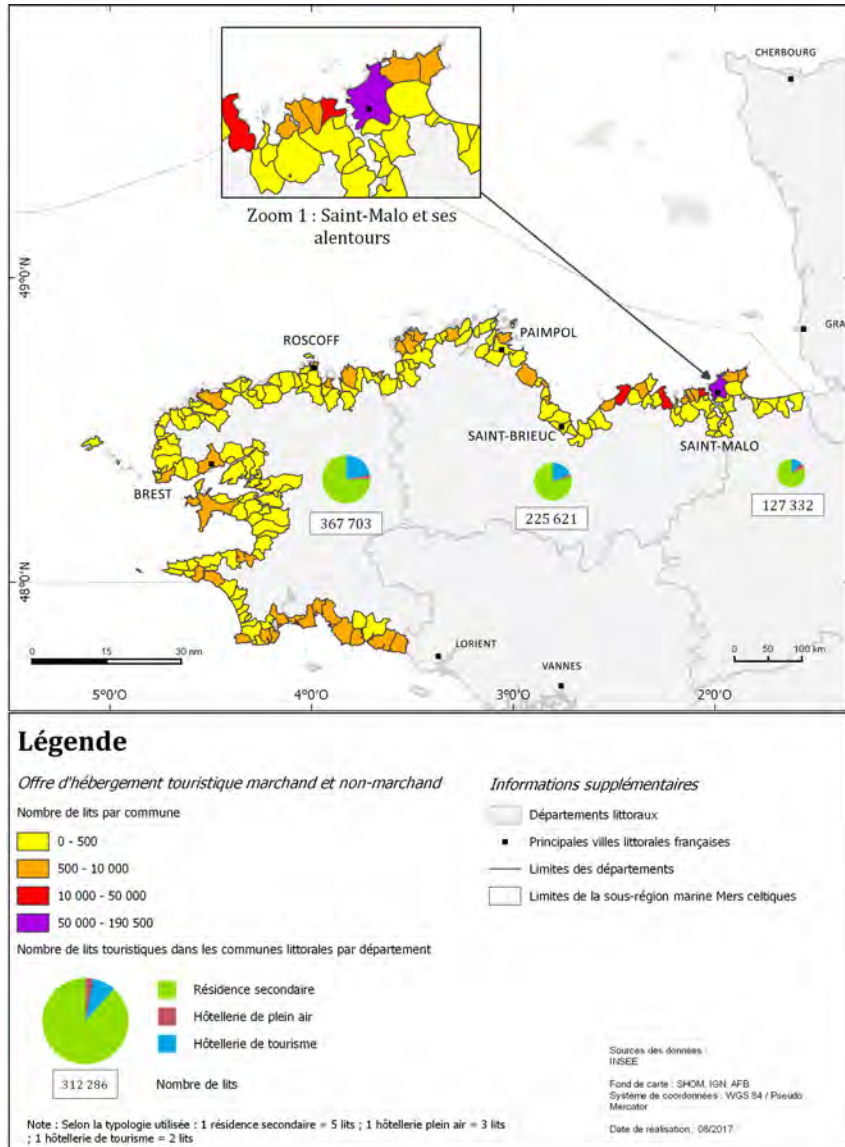 CHERBOURG
Zoom 1 : Saint-Malo et ses
alentours
49°0'N
GRA
PAIMPOL
ROSCOFF
SAINT-BRIEUC
SAINT-MALO
BREST
367 703
225 621
127 332
48°0'N
LORIENT
VANNES
0 15 30 nm
0 50 100 km
5°0'O 4°0'O 3°0'O 2°0'O
Légende
Offre d'hébergement touristique marchand et non-marchand
Nombre de lits par commune
0 - 500
500 - 10 000
10 000 - 50 000
50 000 - 190 500
Nombre de lits touristiques dans les communes littorales par département
Résidence secondaire
Hôtellerie de plein air
Hôtellerie de tourisme
312 286
Nombre de lits
Note : Selon la typologie utilisée : 1 résidence secondaire = 5 lits ; 1 hôtellerie plein air = 3 lits
; 1 hôtellerie de tourisme = 2 lits
Informations supplémentaires
Départements littoraux
Principales villes littorales françaises
Limites des départements
Limites de la sous-région marine Mers celtiques
Sources des données :
INSEE
Fond de carte : SHOM, IGN, AFB
Système de coordonnées : WGS 84 / Pseudo
Mercator
Date de réalisation : 08/2017